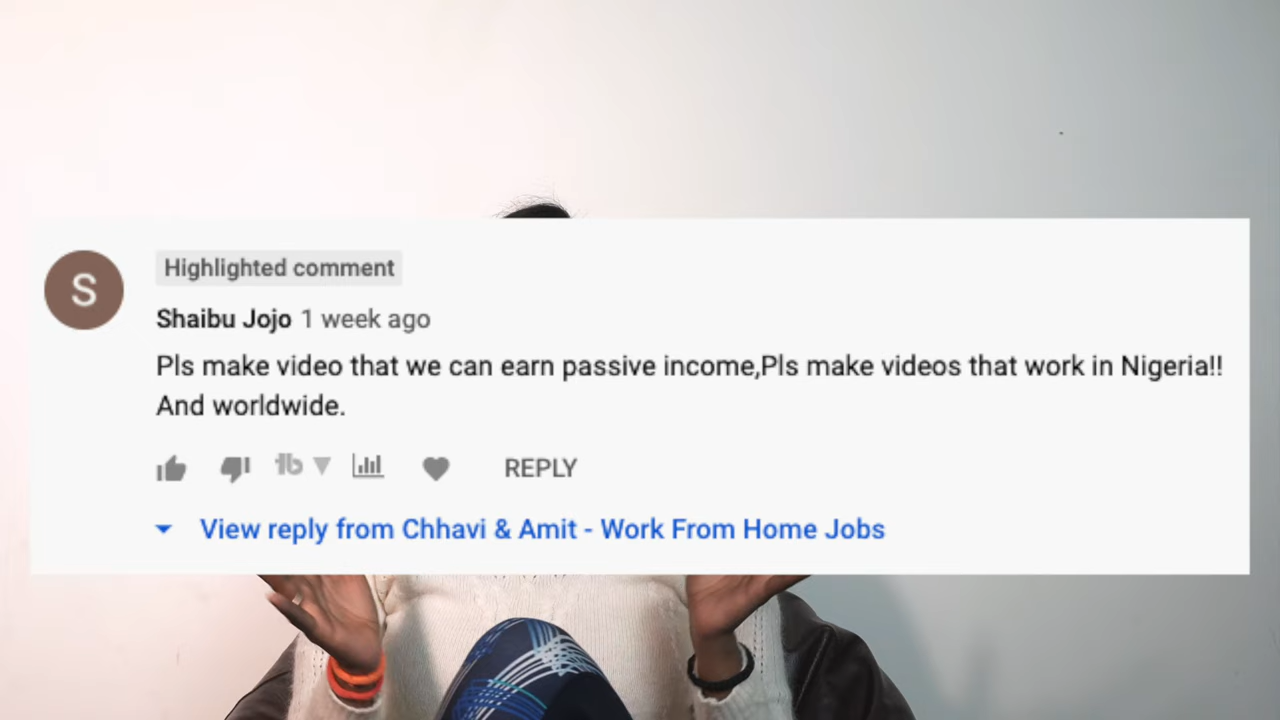 S
Highlighted comment
Shaibu Jojo 1 week ago
Pls make video that we can earn passive income,Pls make videos that work in Nigeria!!
And worldwide.
tb
REPLY
View reply from Chhavi & Amit - Work From Home Jobs